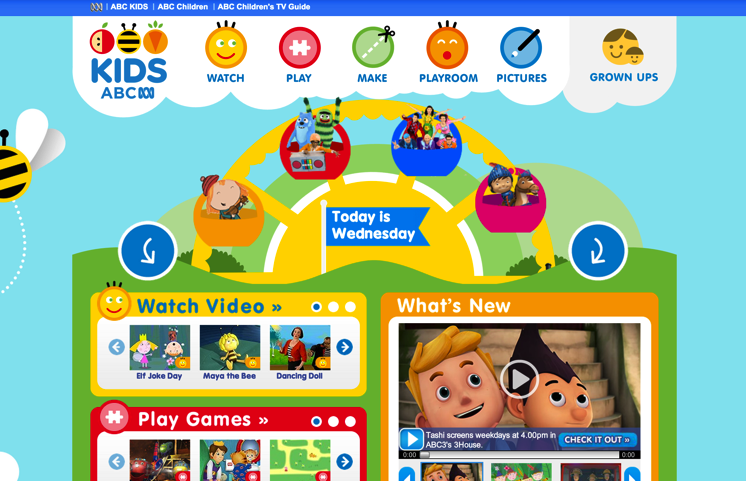 ABC KIDS | ABC Children | ABC Children's TV Guide
KIDS
ABC
WATCH
PLAY
MAKE
PLAYROOM
PICTURES
GROWN UPS
Today is
Wednesday
Watch Video »
Elf Joke Day
Maya the Bee
Dancing Doll
Play Games »
What's New
Tashi screens weekdays at 4.00pm in
ABC3's 3House.
CHECK IT OUT »
0:00
0:00